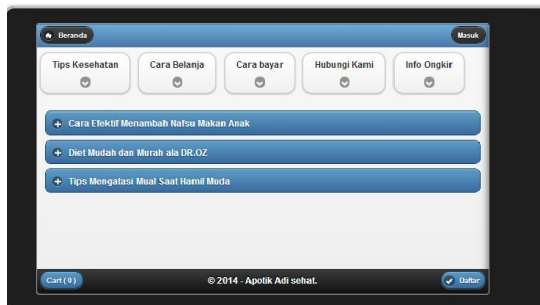 Beranda
Masuk
Tips Kesehatan
Cara Belanja
Cara bayar
Hubungi Kami
Info Ongkir
Cara Efektif Menambah Nafsu Makan Anak
Diet Mudah dan Murah ala DR.OZ
Tips Mengatasi Mual Saat Hamil Muda
Cart ( 0 )
© 2014 - Apotik Adi sehat.
Daftar